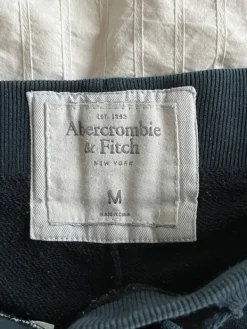 EST. 1892
Abercrombie
& Fitch
NEW YORK
M